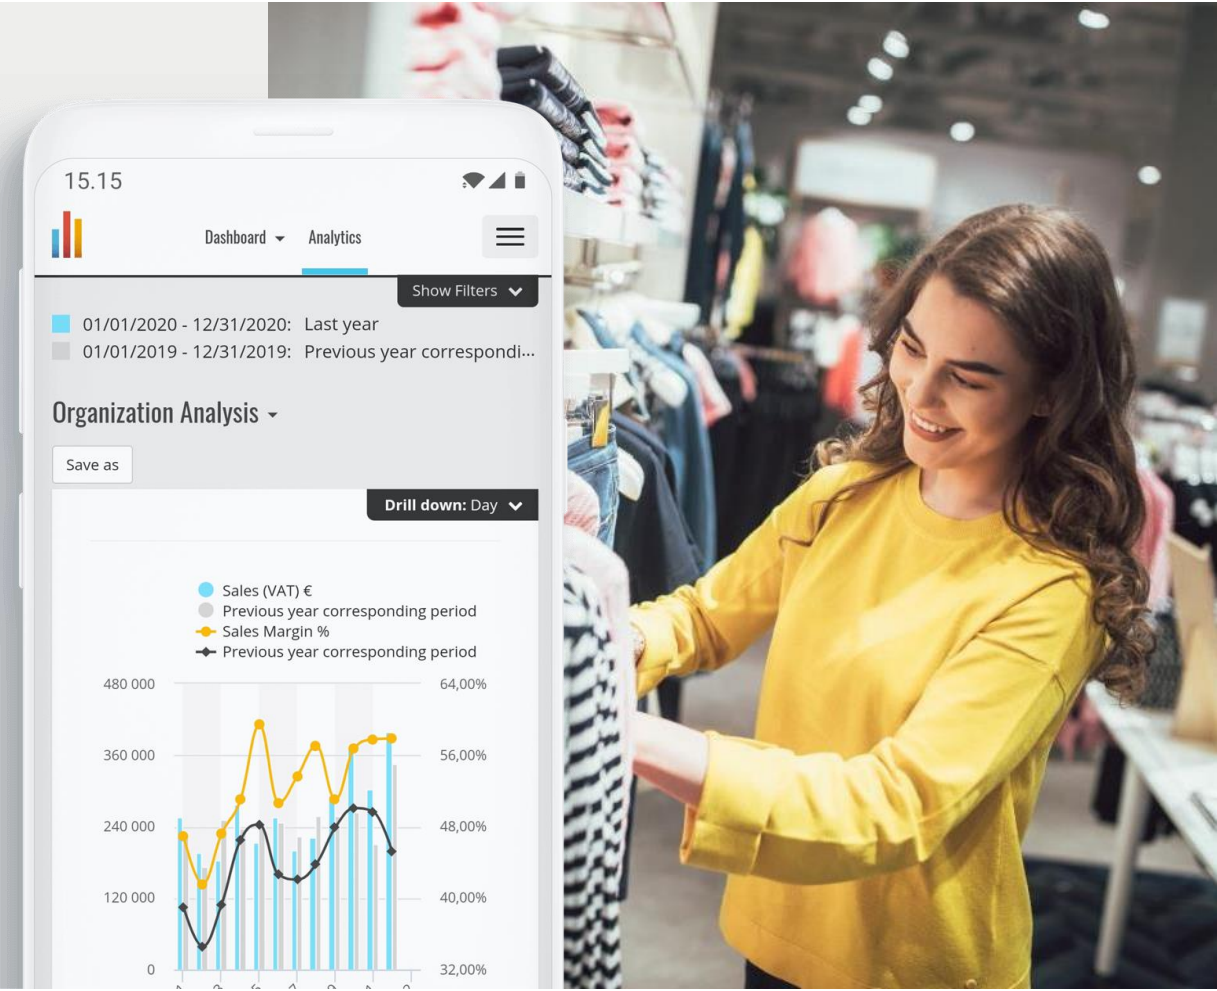 15.15
Dashboard Analytics
Show Filters
01/01/2020 - 12/31/2020: Last year
01/01/2019 - 12/31/2019: Previous year correspondi...
Organization Analysis
Save as
Drill down: Day
Sales (VAT) €
Previous year corresponding period
Sales Margin %
Previous year corresponding period
480 000 64,00%
360 000 56,00%
240 000 48,00%
120 000 40,00%
0 32,00%